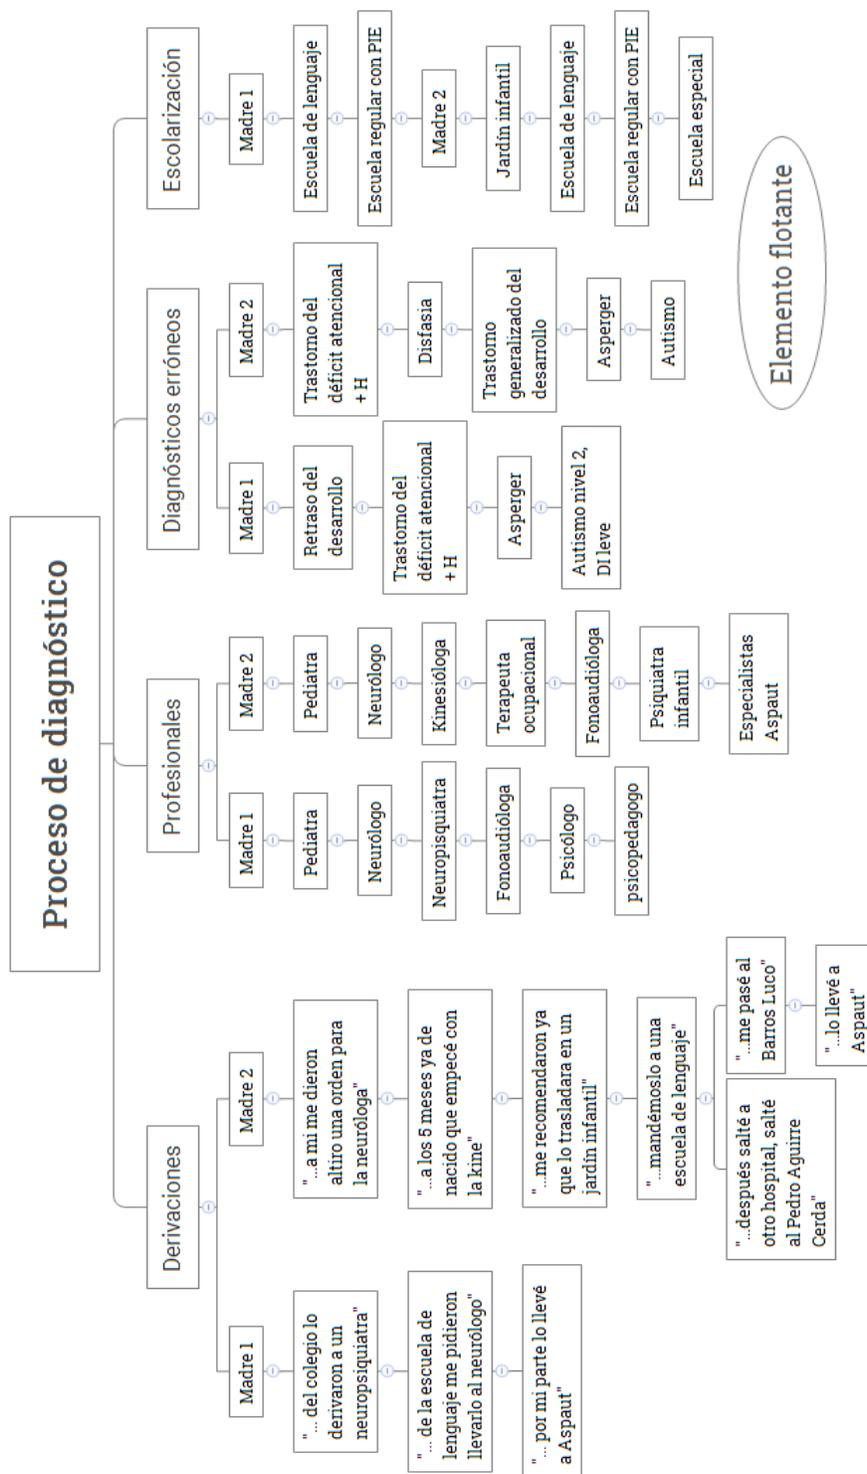 Proceso de diagnóstico
Derivaciones
Madre 1
"... del colegio lo
derivaron a un
neuropsiquiatra"
"... de la escuela de
lenguaje me pidieron
llevarlo al neurólogo"
"... por mi parte lo llevé
a Aspaut"
Madre 2
"...a mi me dieron
altiro una orden para
la neuróloga"
"...a los 5 meses ya de
nacido que empecé con
la kine"
"...me recomendaron ya
que lo trasladara en un
jardín infantil"
"...mandémoslo a una
escuela de lenguaje"
"...después salté a
otro hospital, salté
al Pedro Aguirre
Cerda"
"...me pasé al
Barros Luco"
"...lo llevé a
Aspaut"
Profesionales
Madre 1
Pediatra
Neurólogo
Neuropisquiatra
Fonoaudióloga
Psicólogo
psicopedagogo
Madre 2
Pediatra
Neurólogo
Kinesióloga
Terapeuta
ocupacional
Fonoaudióloga
Psiquiatra
infantil
Especialistas
Aspaut
Diagnósticos erróneos
Madre 1
Retraso del
desarrollo
Trastorno del
déficit atencional
+ H
Asperger
Autismo nivel 2,
DI leve
Madre 2
Trastorno del
déficit atencional
+ H
Disfasia
Trastorno
generalizado del
desarrollo
Asperger
Autismo
Escolarización
Madre 1
Escuela de lenguaje
Escuela regular con PIE
Madre 2
Jardín infantil
Escuela de lenguaje
Escuela regular con PIE
Escuela especial
Elemento flotante